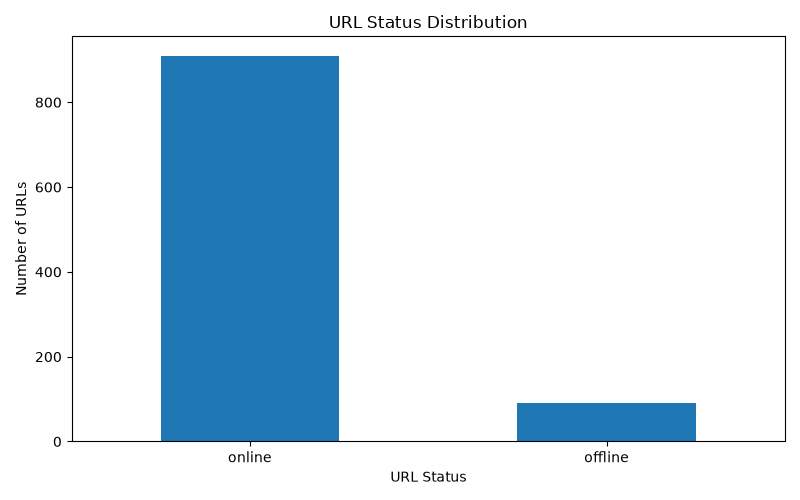 URL Status Distribution
Number of URLs
800
600
400
200
0
online
offline
URL Status